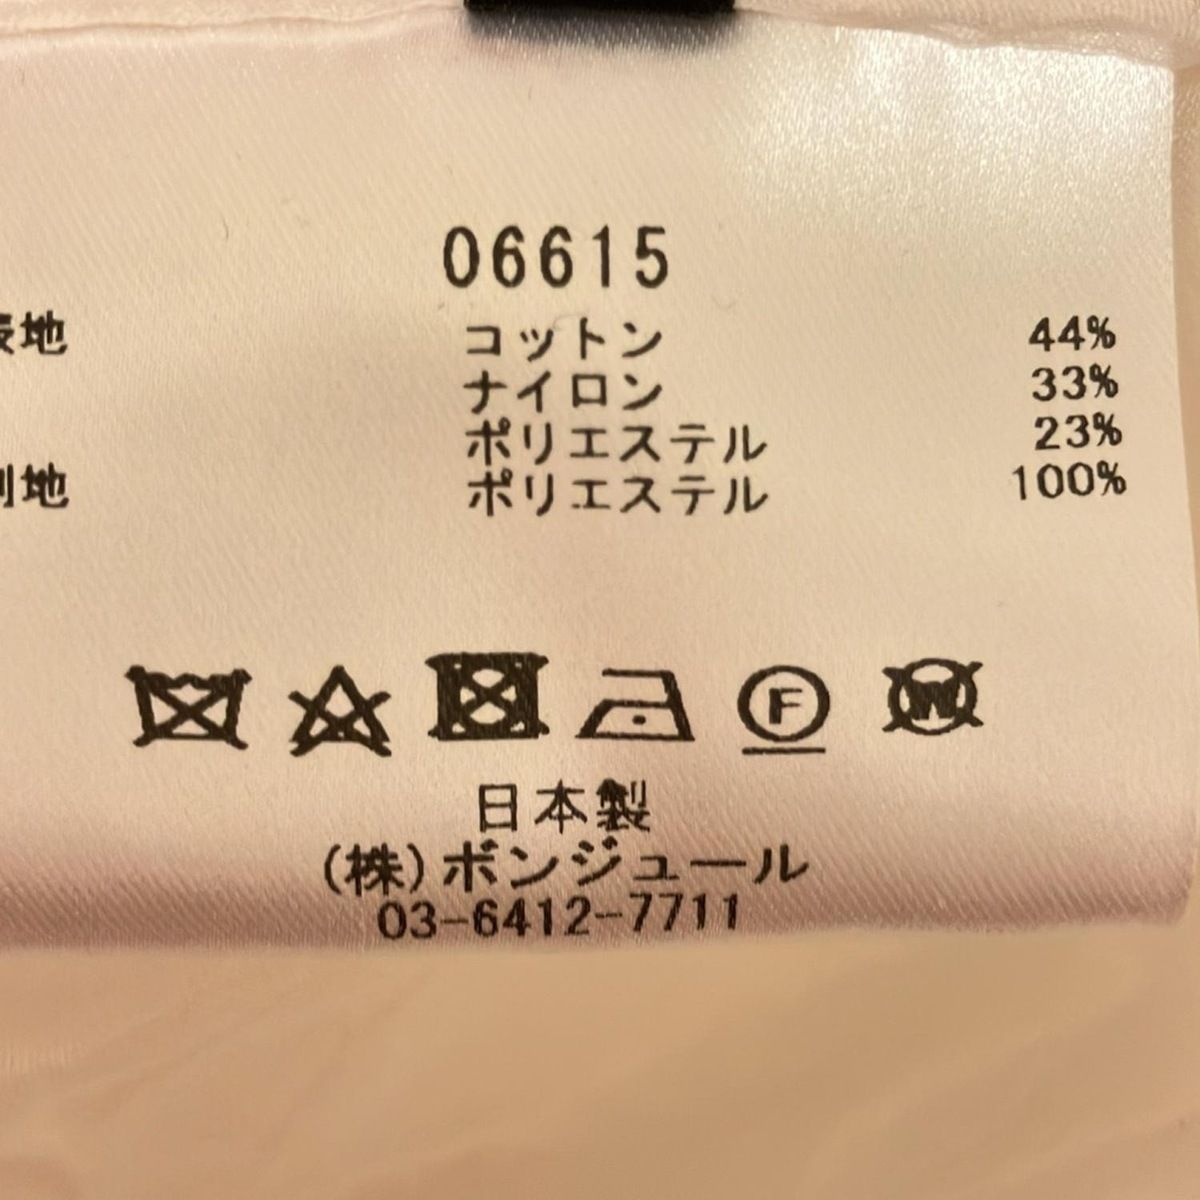 06615
表地 コットン 44%
ナイロン 33%
ポリエステル 23%
別地 ポリエステル 100%
F W
日本製
(株)ボンジュール
03-6412-7711